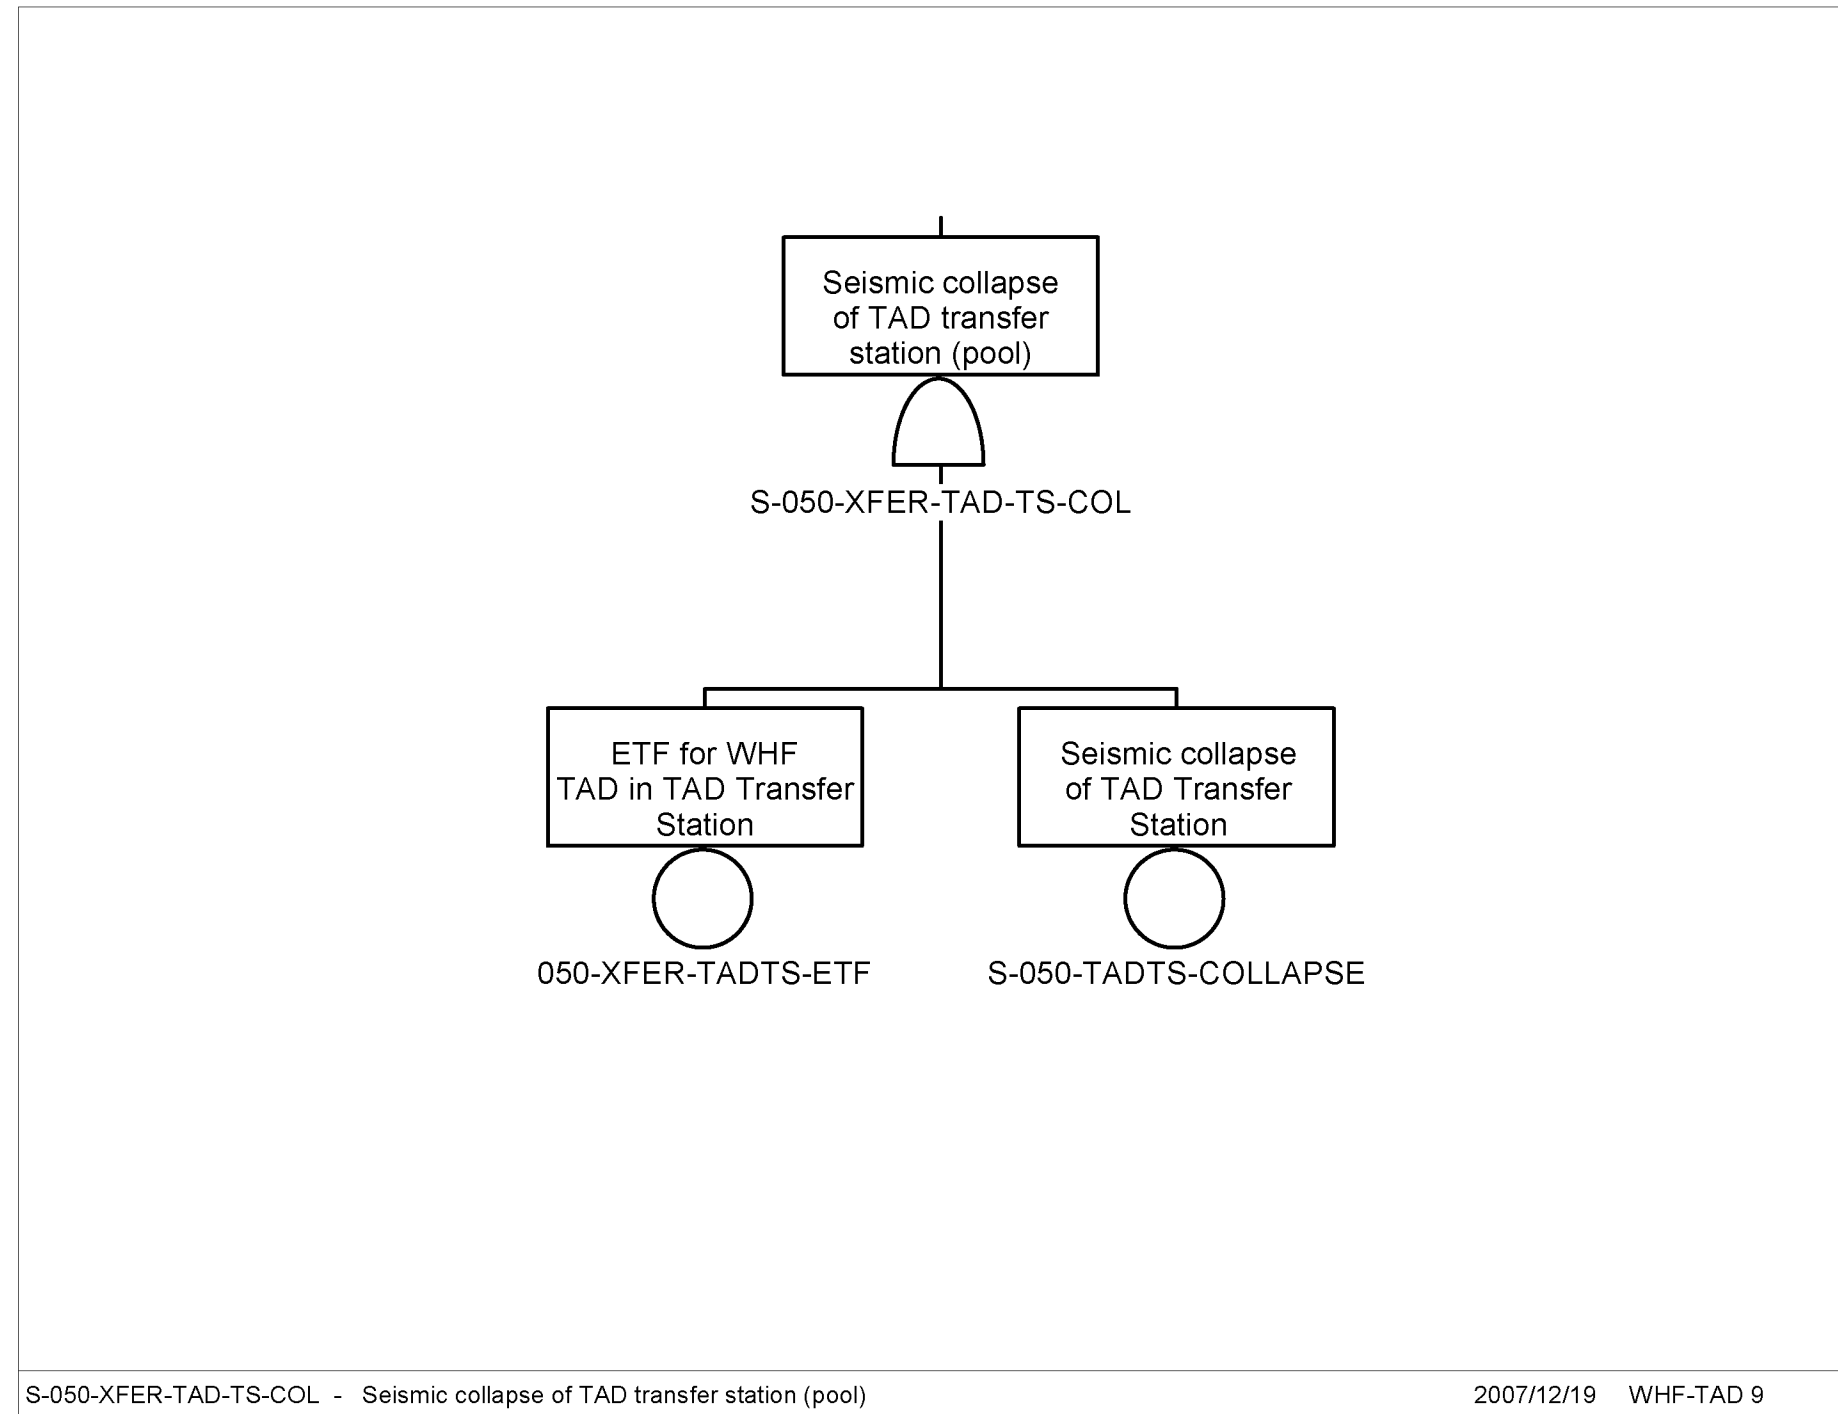 Seismic collapse
of TAD transfer
station (pool)
S-050-XFER-TAD-TS-COL
ETF for WHF
TAD in TAD Transfer
Station
050-XFER-TADTS-ETF
Seismic collapse
of TAD Transfer
Station
S-050-TADTS-COLLAPSE
S-050-XFER-TAD-TS-COL - Seismic collapse of TAD transfer station (pool)
2007/12/19 WHF-TAD 9